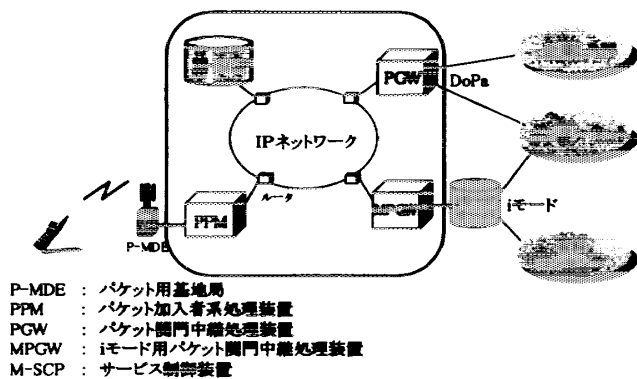 PGW
DoPa
IPネットワーク
ルータ
PPM
iモード
P-MDE
P-MDE : パケット用基地局
PPM : パケット加入者系処理装置
PGW : パケット関門中継処理装置
MPGW : iモード用パケット関門中継処理装置
M-SCP : サービス制御装置